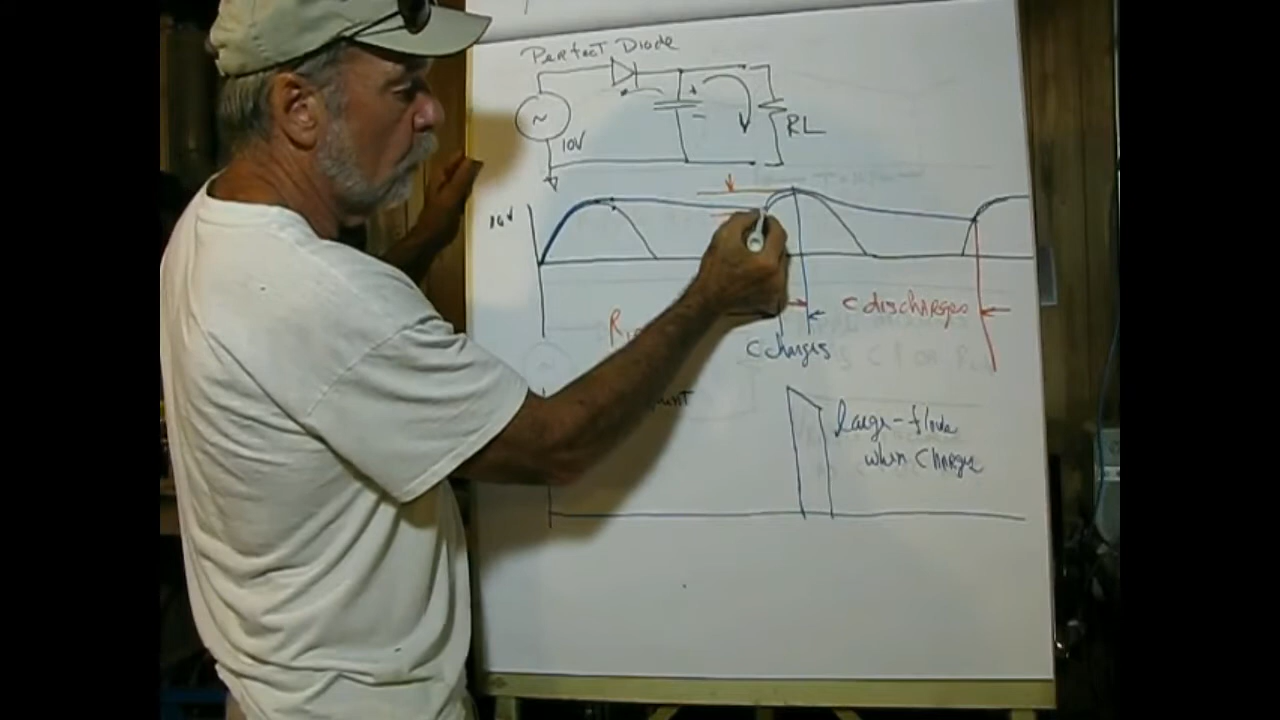 Perfect Diode
~
+
-
10V
RL
10V
C discharges
C charges
large-flow
when Charge